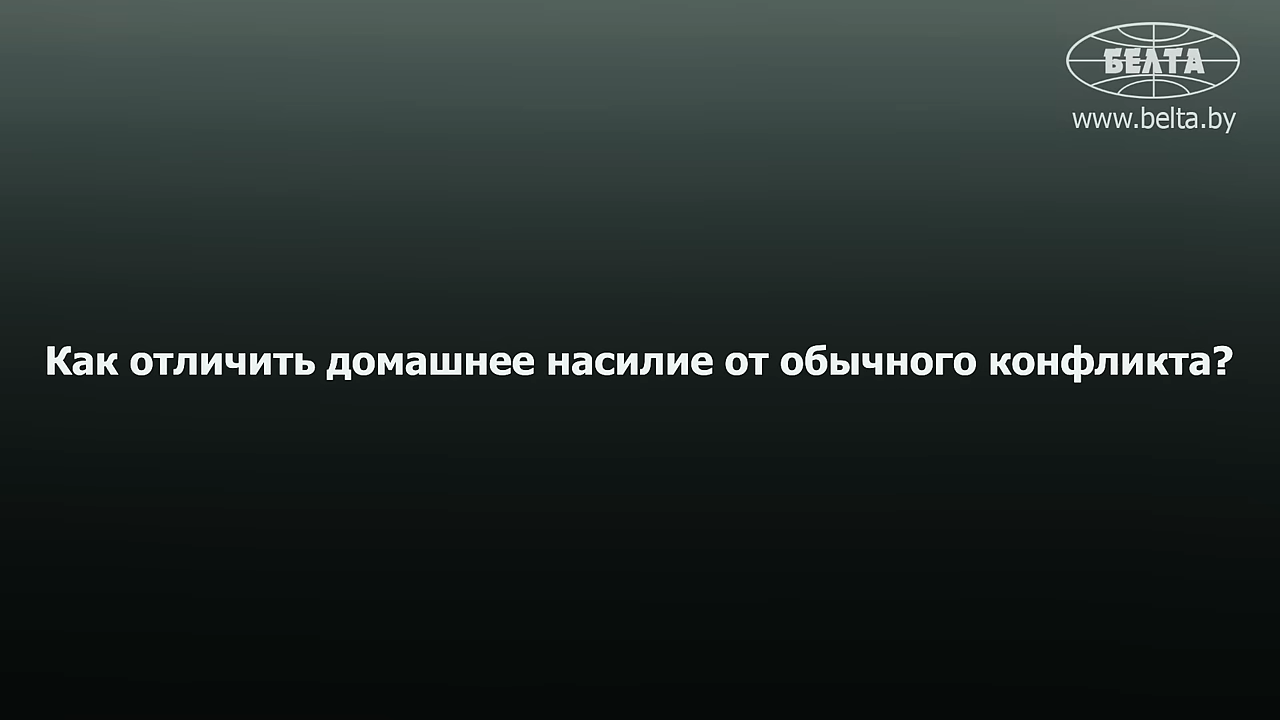 БЕЛТА
www.belta.by
Как отличить домашнее насилие от обычного конфликта?